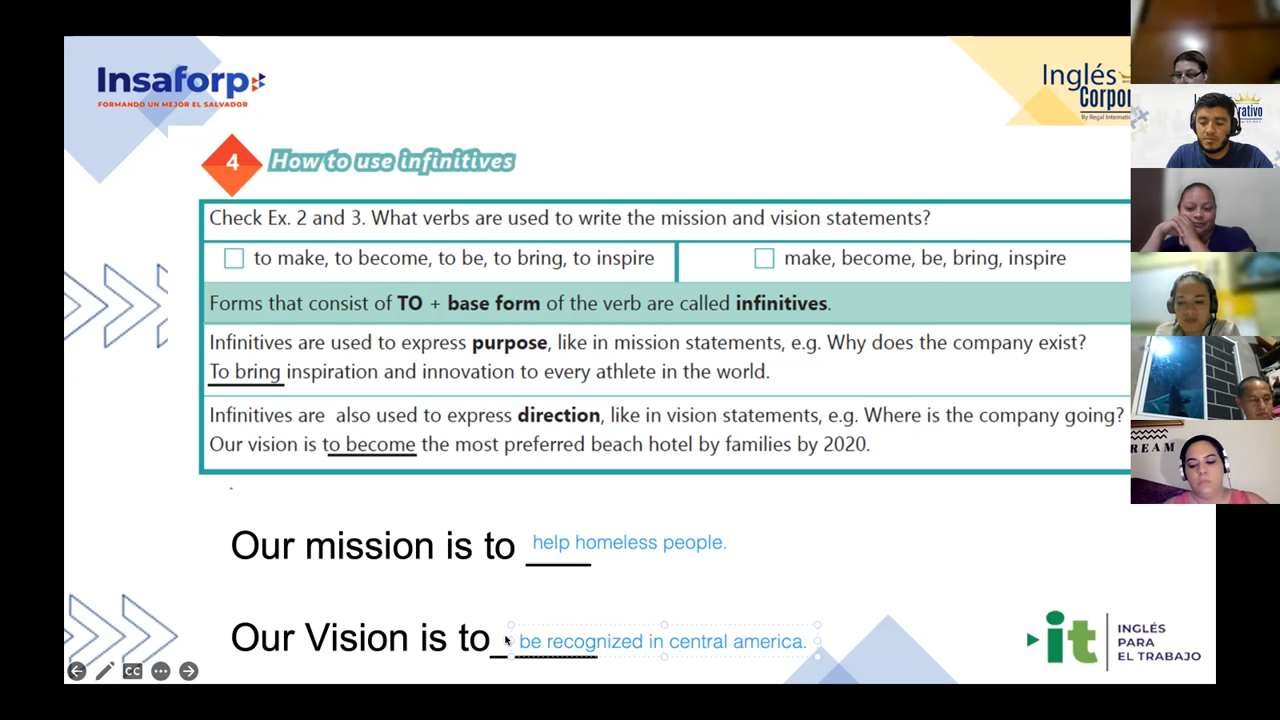 Insaforp
FORMANDO UN MEJOR EL SALVADOR
Inglés
By Regal
4
How to use infinitives
Check Ex. 2 and 3. What verbs are used to write the mission and vision statements?
to make, to become, to be, to bring, to inspire
make, become, be, bring, inspire
Forms that consist of TO + base form of the verb are called infinitives.
Infinitives are used to express purpose, like in mission statements, e.g. Why does the company exist?
To bring inspiration and innovation to every athlete in the world.
Infinitives are also used to express direction, like in vision statements, e.g. Where is the company going?
Our vision is to become the most preferred beach hotel by families by 2020.
Our mission is to help homeless people.
Our Vision is to be recognized in central america.
CC
it
INGLÉS
PARA
EL TRABAJO